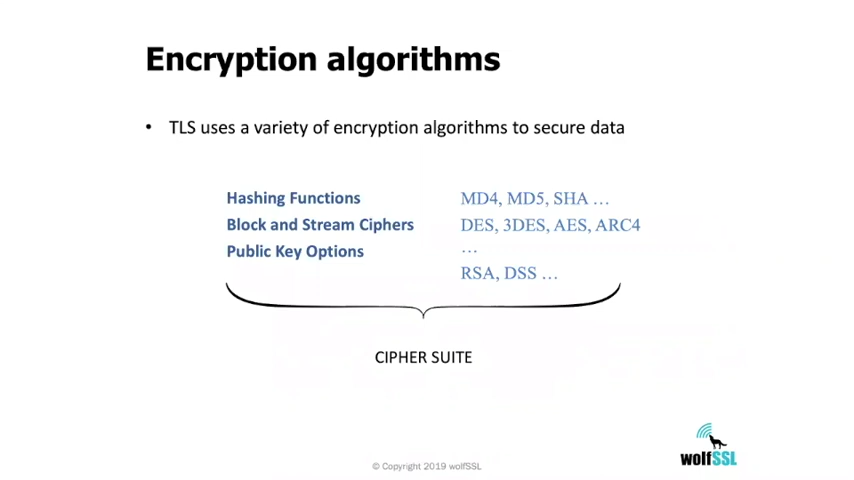 Encryption algorithms
• TLS uses a variety of encryption algorithms to secure data
Hashing Functions MD4, MD5, SHA …
Block and Stream Ciphers DES, 3DES, AES, ARC4
Public Key Options …
RSA, DSS …
CIPHER SUITE
wolfSSL
© Copyright 2019 wolfSSL